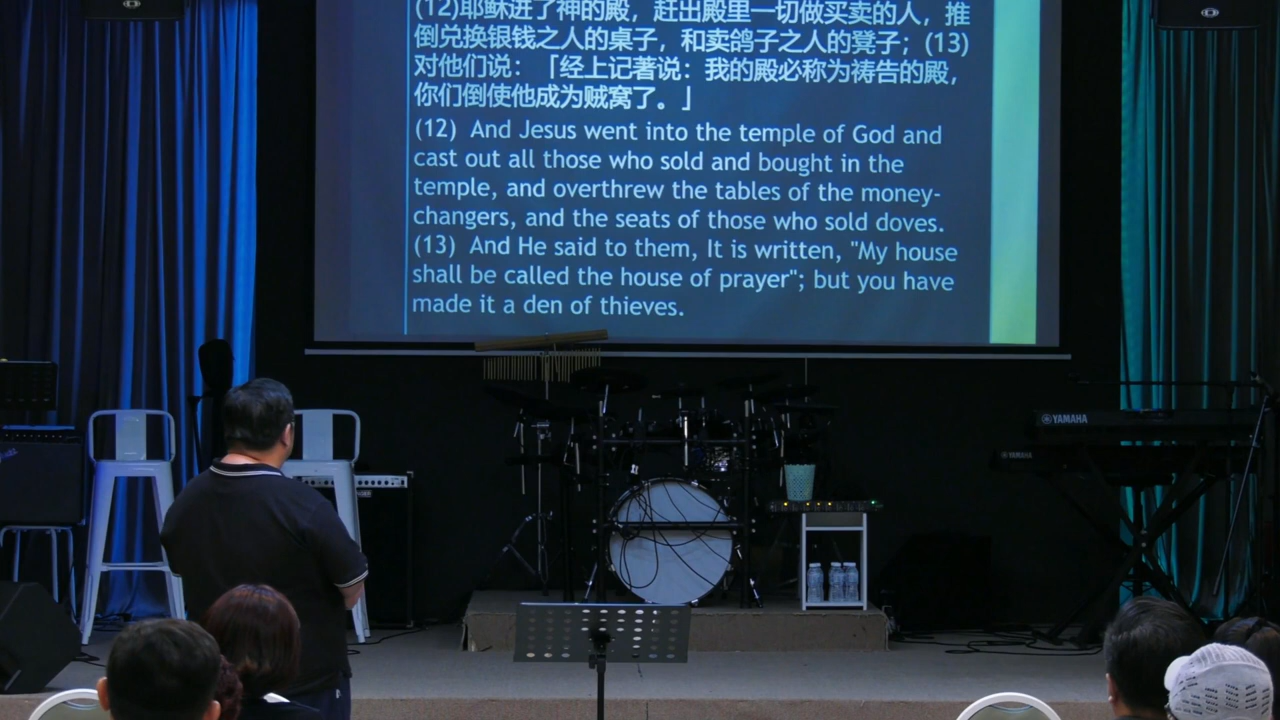 (12)耶稣进了神的殿，赶出殿里一切做买卖的人，推
倒兑换银钱之人的桌子，和卖鸽子之人的凳子；(13)
对他们说：「经上记著说：我的殿必称为祷告的殿，
你们倒使他成为贼窝了。」
(12) And Jesus went into the temple of God and
cast out all those who sold and bought in the
temple, and overthrew the tables of the money-
changers, and the seats of those who sold doves.
(13) And He said to them, It is written, "My house
shall be called the house of prayer"; but you have
made it a den of thieves.
YAMAHA
YAMAHA